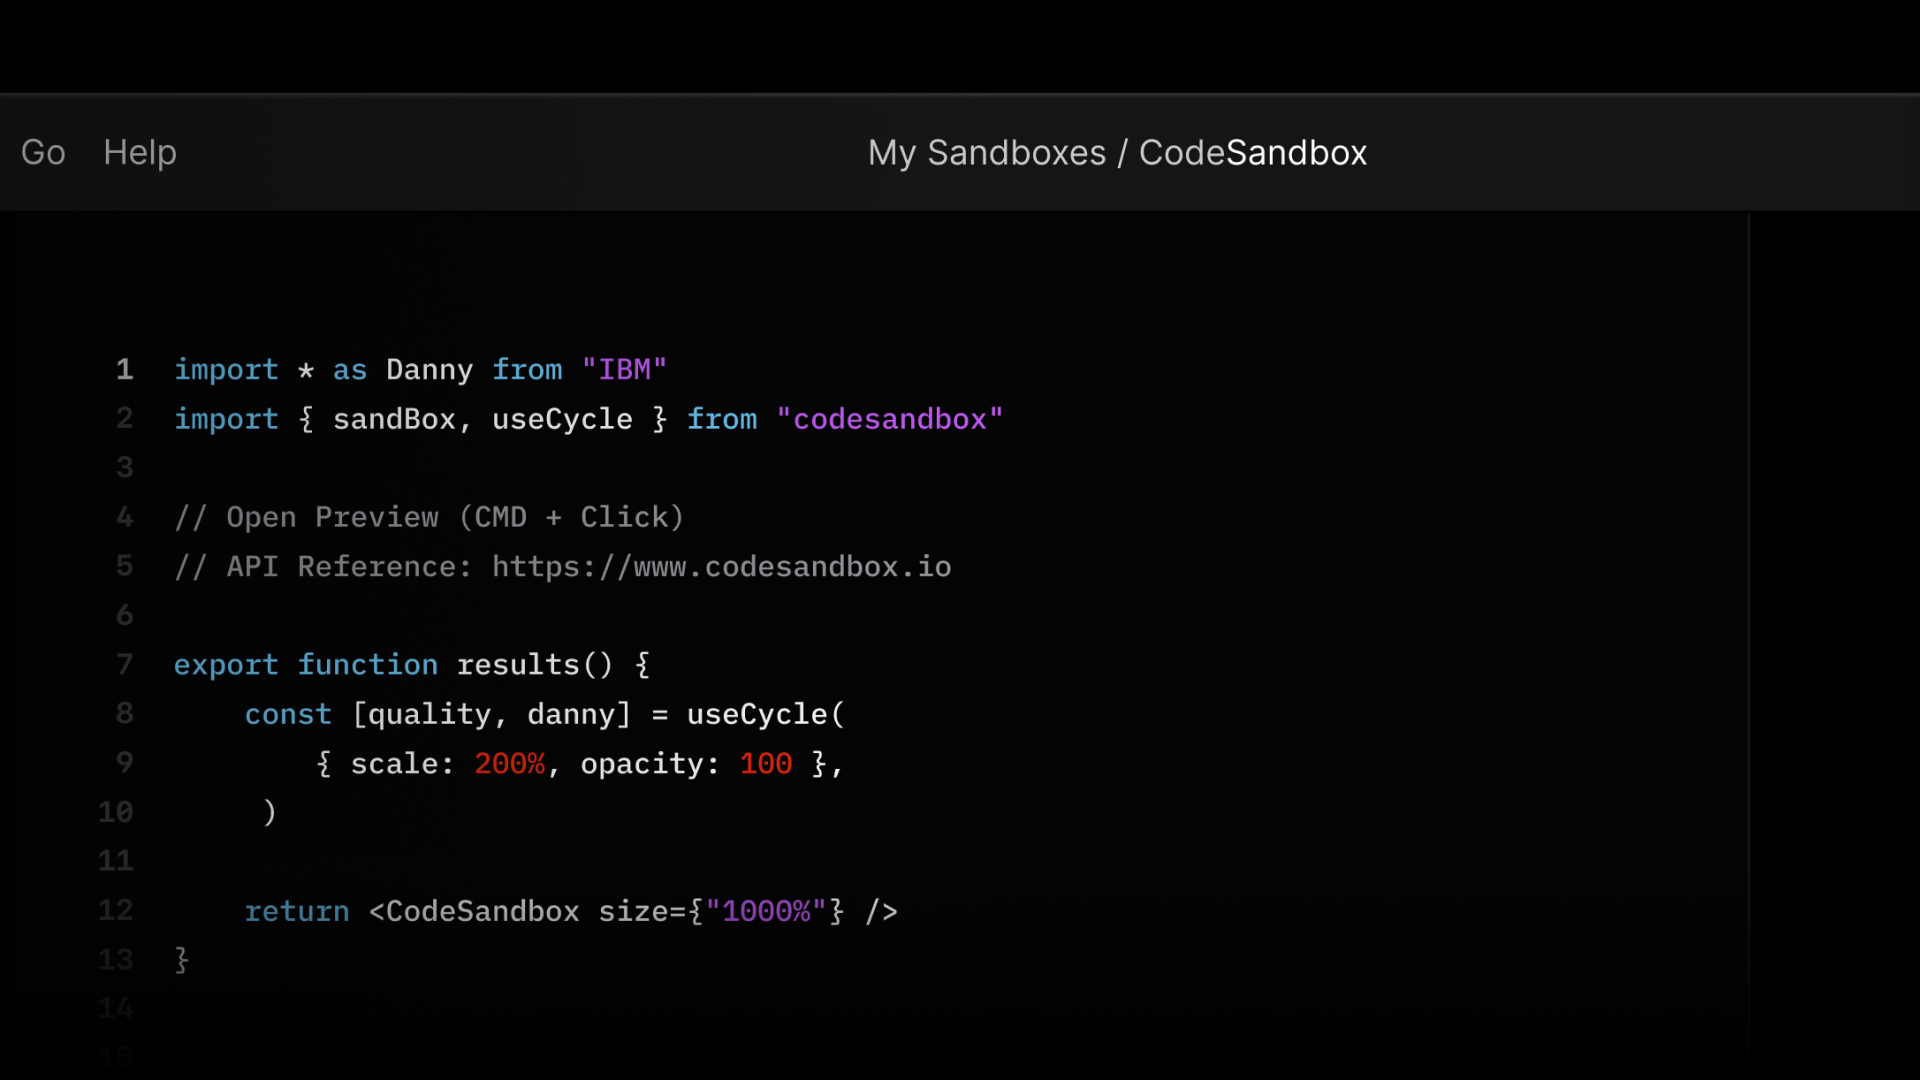 Go Help My Sandboxes / CodeSandbox
1 import * as Danny from "IBM"
2 import { sandBox, useCycle } from "codesandbox"
3
4 // Open Preview (CMD + Click)
5 // API Reference: https://www.codesandbox.io
6
7 export function results() {
8     const [quality, danny] = useCycle(
9         { scale: 200%, opacity: 100 },
10      )
11
12     return <CodeSandbox size={"1000%"} />
13 }
14
15